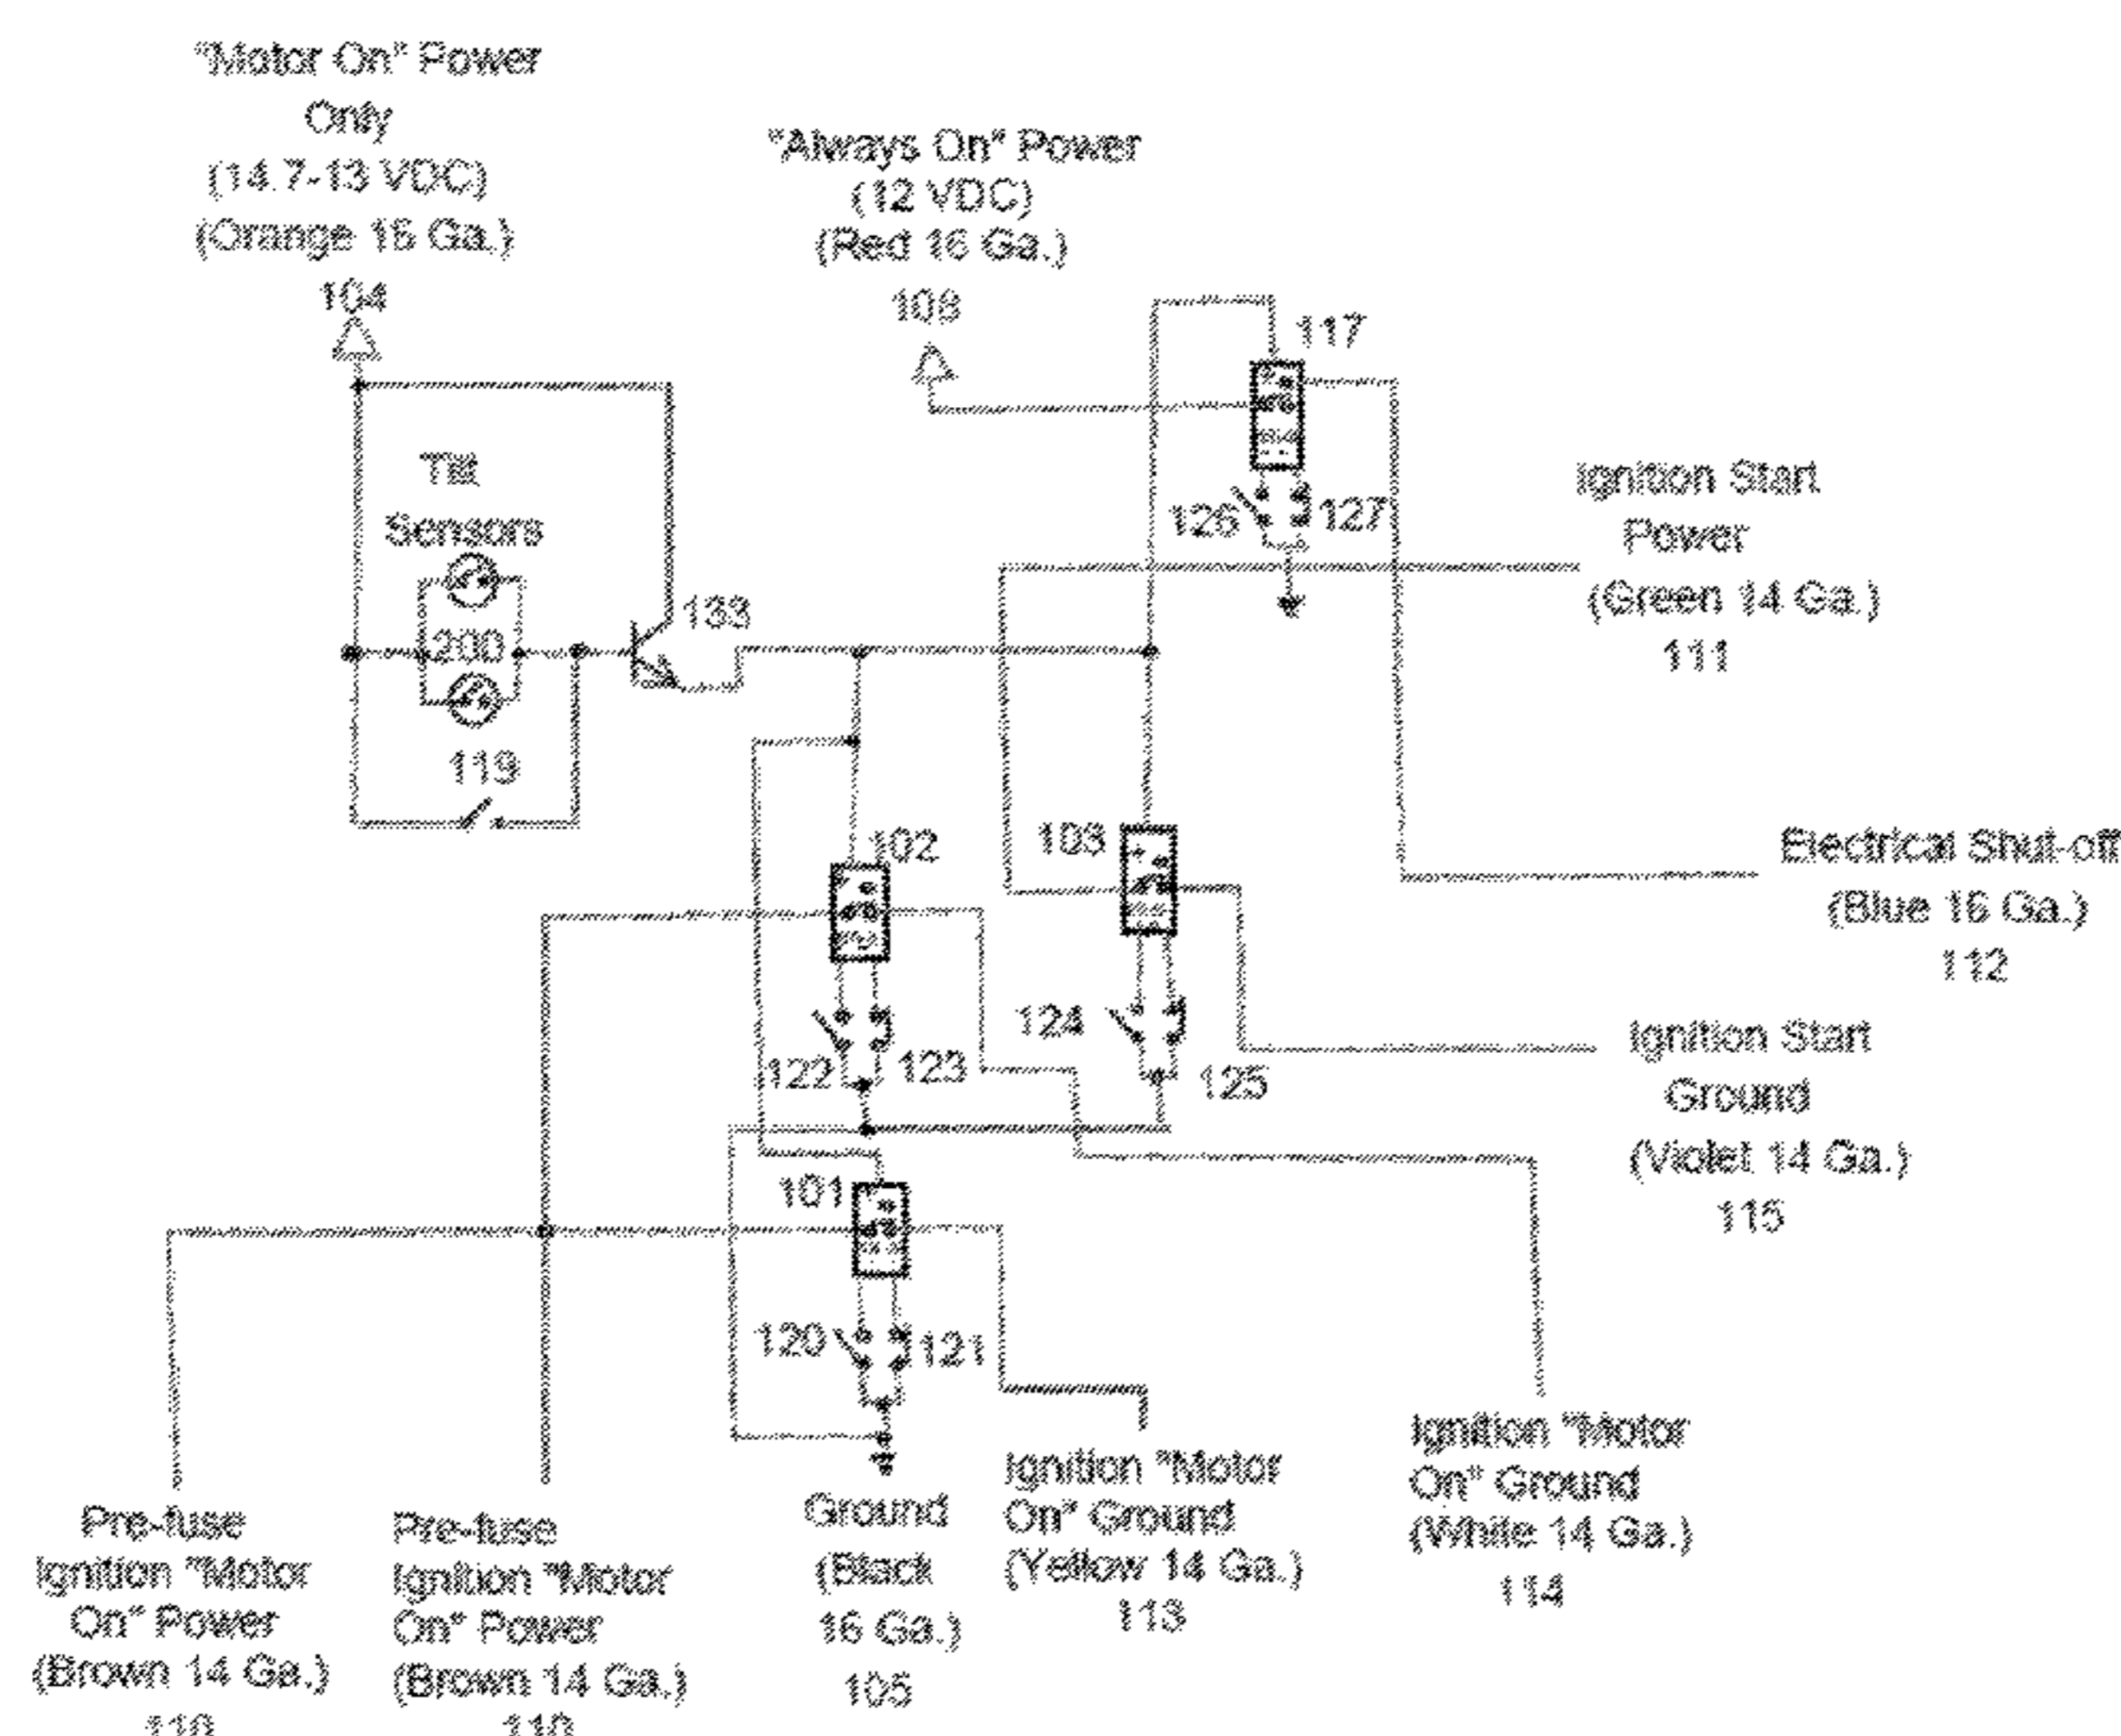 "Motor On" Power
Only
(14.7-13 VDC)
(Orange 16 Ga.)
104
"Always On" Power
(12 VDC)
(Red 16 Ga.)
108
117
Tilt
Sensors
200
133
119
126
127
Ignition Start
Power
(Green 14 Ga.)
111
102
103
Electrical Shut-off
(Blue 16 Ga.)
112
122
123
124
125
Ignition Start
Ground
(Violet 14 Ga.)
115
101
120
121
Pre-fuse
Ignition "Motor
On" Power
(Brown 14 Ga.)
110
Pre-fuse
Ignition "Motor
On" Power
(Brown 14 Ga.)
110
Ground
(Black
16 Ga.)
105
Ignition "Motor
On" Ground
(Yellow 14 Ga.)
113
Ignition "Motor
On" Ground
(White 14 Ga.)
114